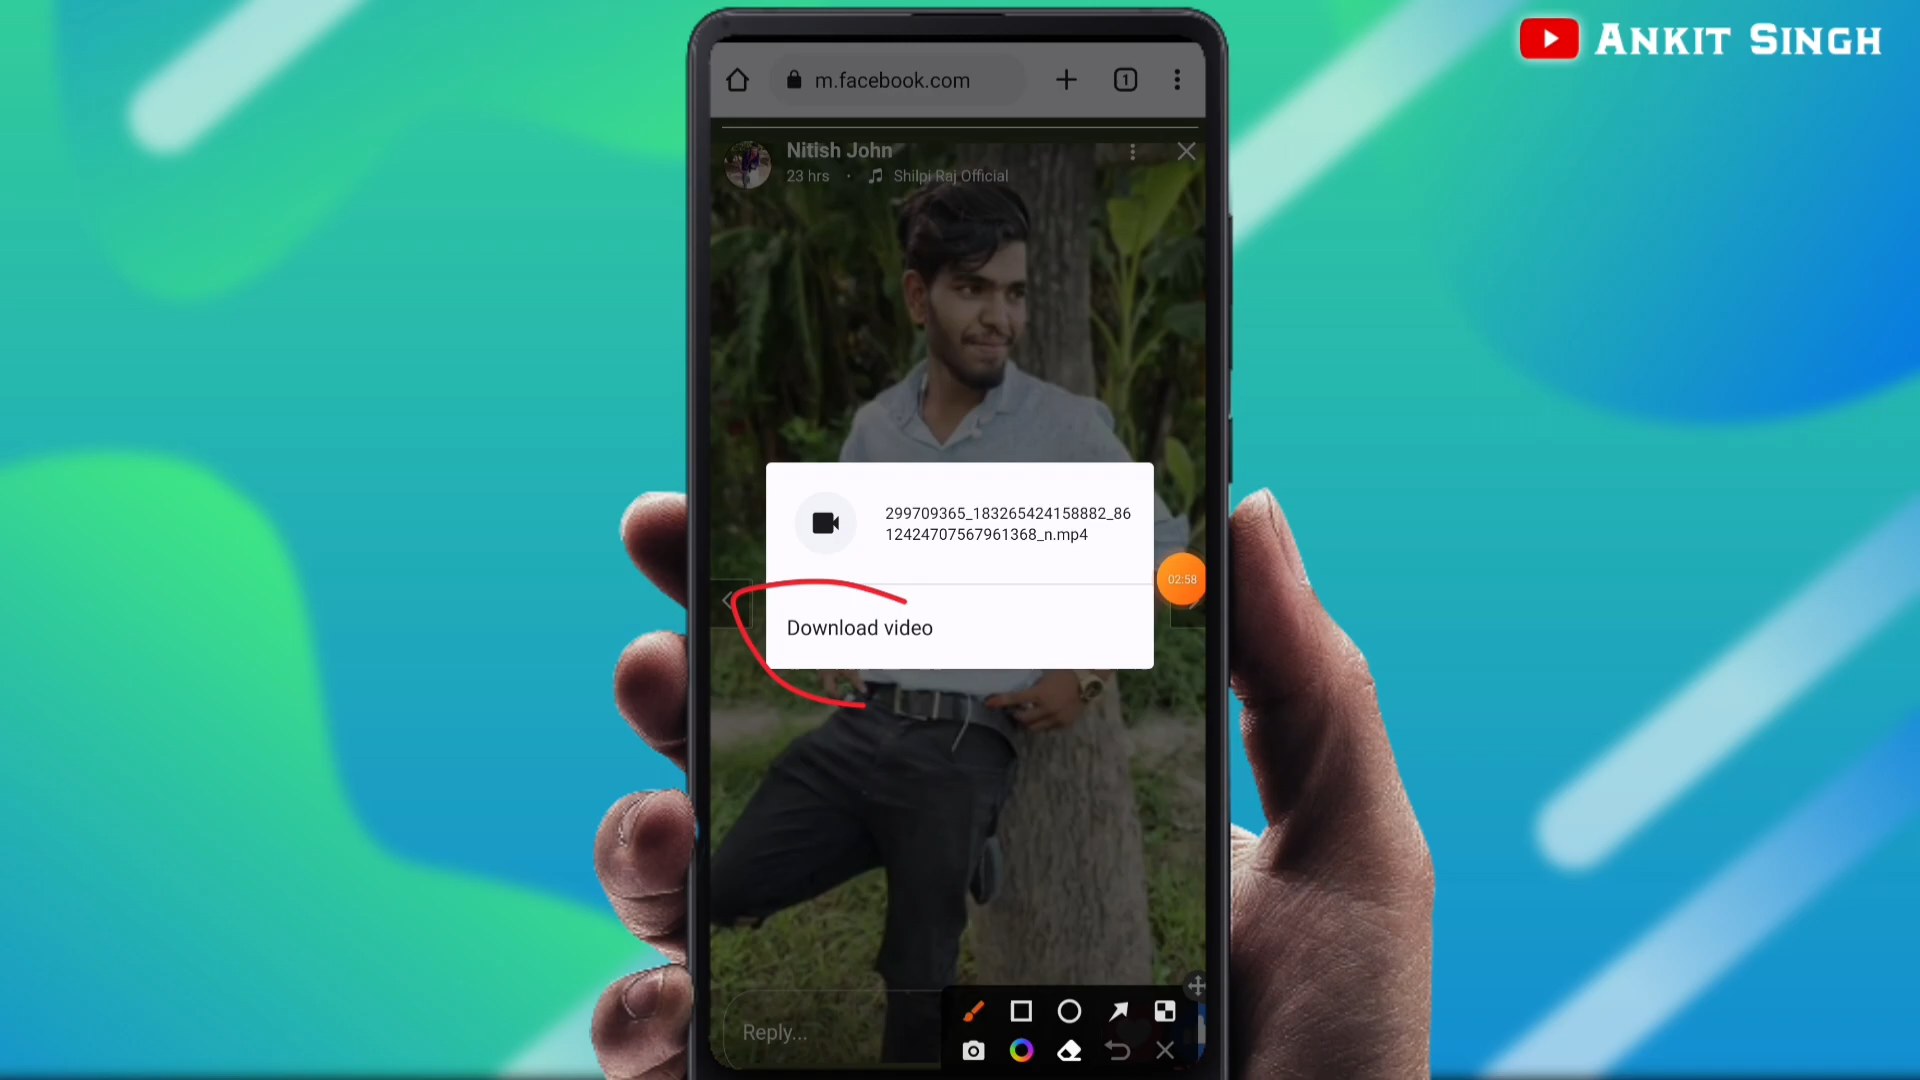 ANKIT SINGH
m.facebook.com
1
Nitish John
23 hrs · Shilpi Raj Official
299709365_183265424158882_86
12424707567961368_n.mp4
02:58
Download video
Reply...